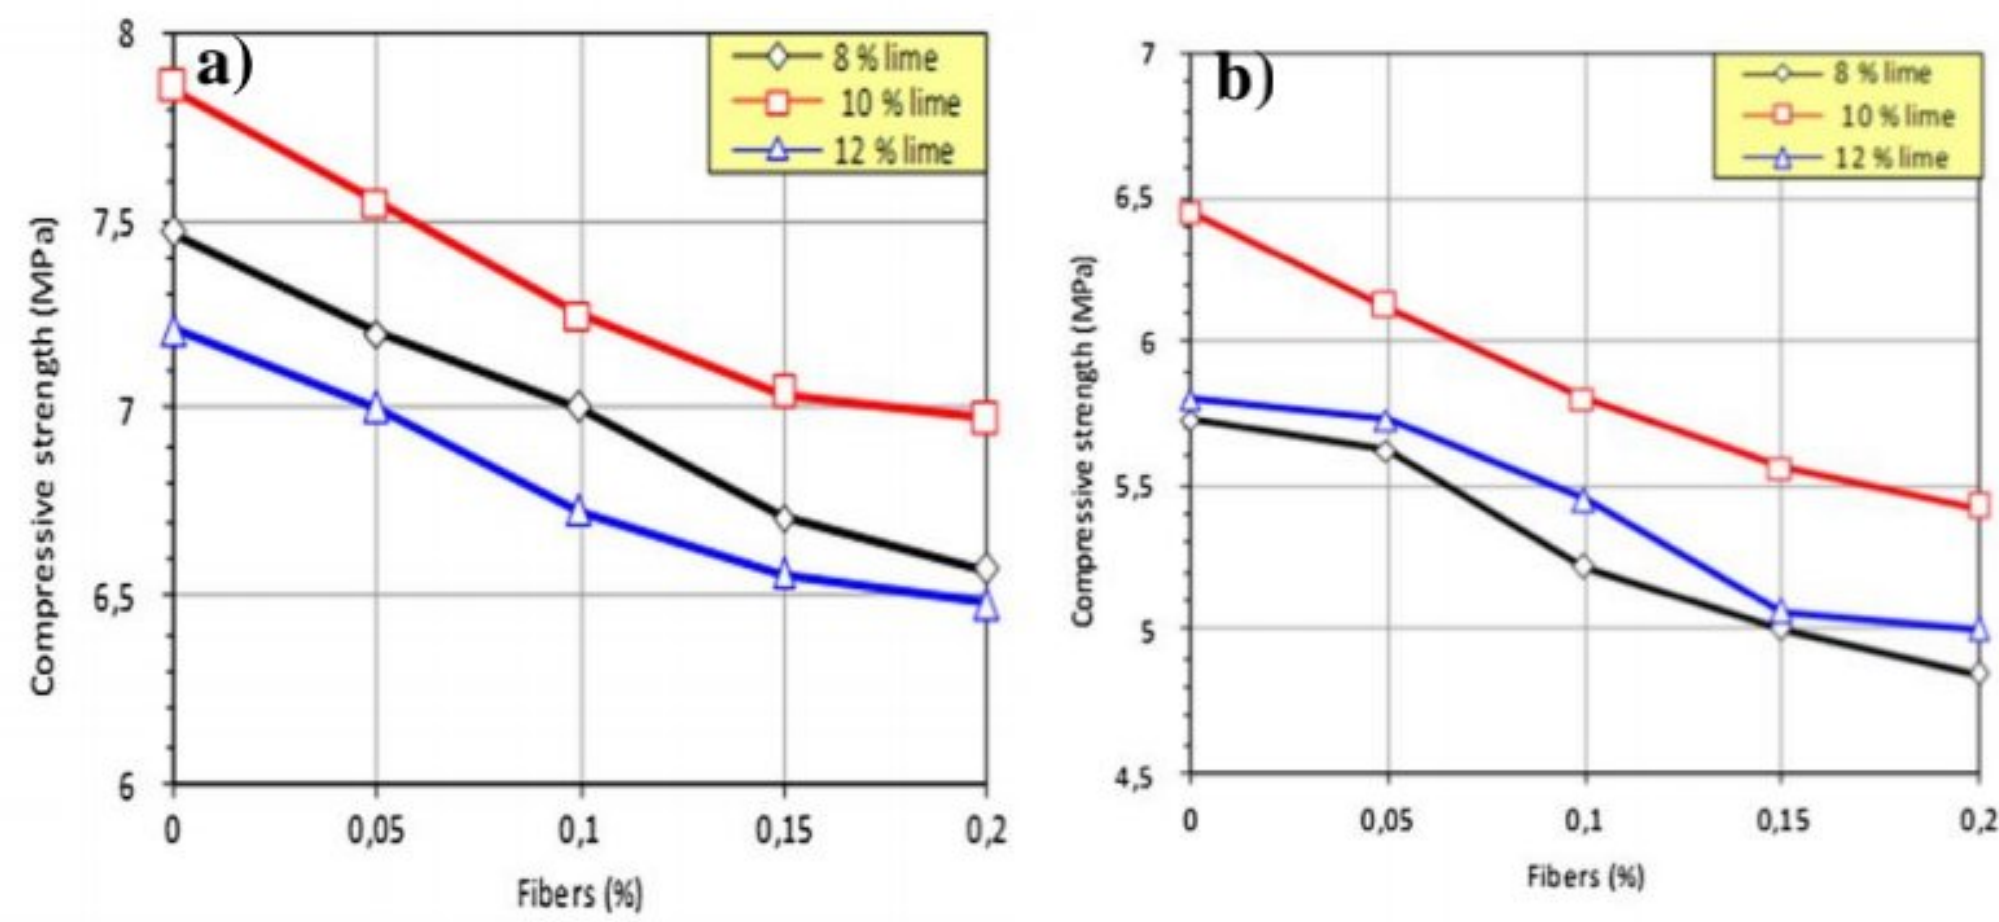 a)
8 % lime
10 % lime
12 % lime
8
7,5
7
6,5
6
Compressive strength (MPa)
0 0,05 0,1 0,15 0,2
Fibers (%)
b)
8 % lime
10 % lime
12 % lime
7
6,5
6
5,5
5
4,5
Compressive strength (MPa)
0 0,05 0,1 0,15 0,2
Fibers (%)